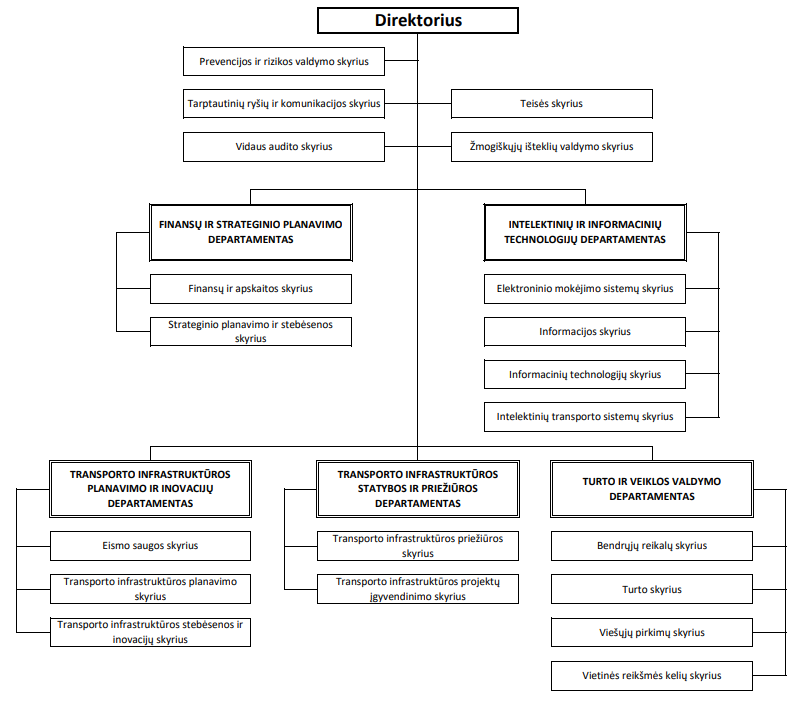 Direktorius
Prevencijos ir rizikos valdymo skyrius
Tarptautinių ryšių ir komunikacijos skyrius
Teisės skyrius
Vidaus audito skyrius
Žmogiškųjų išteklių valdymo skyrius
FINANSŲ IR STRATEGINIO PLANAVIMO
DEPARTAMENTAS
Finansų ir apskaitos skyrius
Strateginio planavimo ir stebėsenos
skyrius
INTELEKTINIŲ IR INFORMACINIŲ
TECHNOLOGIJŲ DEPARTAMENTAS
Elektroninio mokėjimo sistemų skyrius
Informacijos skyrius
Informacinių technologijų skyrius
Intelektinių transporto sistemų skyrius
TRANSPORTO INFRASTRUKTŪROS
PLANAVIMO IR INOVACIJŲ
DEPARTAMENTAS
Eismo saugos skyrius
Transporto infrastruktūros planavimo
skyrius
Transporto infrastruktūros stebėsenos ir
inovacijų skyrius
TRANSPORTO INFRASTRUKTŪROS
STATYBOS IR PRIEŽIŪROS
DEPARTAMENTAS
Transporto infrastruktūros priežiūros
skyrius
Transporto infrastruktūros projektų
įgyvendinimo skyrius
TURTO IR VEIKLOS VALDYMO
DEPARTAMENTAS
Bendrųjų reikalų skyrius
Turto skyrius
Viešųjų pirkimų skyrius
Vietinės reikšmės kelių skyrius